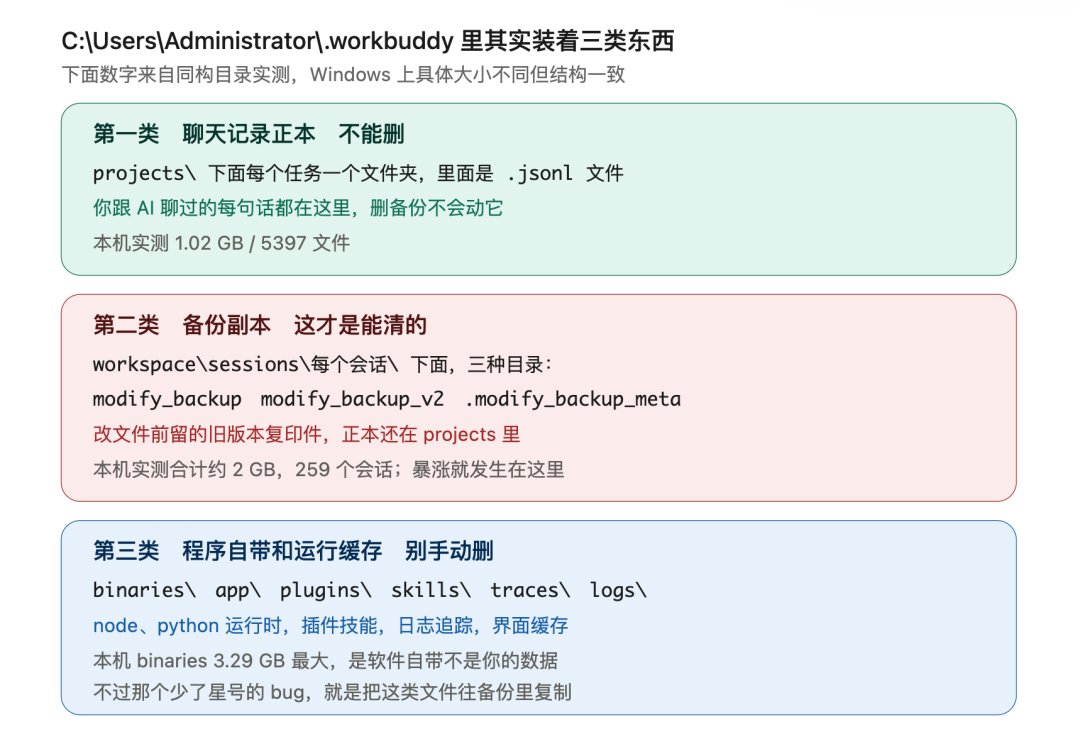 C:\Users\Administrator\.workbuddy 里其实装着三类东西
下面数字来自同构目录实测，Windows 上具体大小不同但结构一致
第一类　聊天记录正本　不能删
projects\ 下面每个任务一个文件夹，里面是 .jsonl 文件
你跟 AI 聊过的每句话都在这里，删备份不会动它
本机实测 1.02 GB / 5397 文件
第二类　备份副本　这才是能清的
workspace\sessions\每个会话\ 下面，三种目录：
modify_backup modify_backup_v2 .modify_backup_meta
改文件前留的旧版本复印件，正本还在 projects 里
本机实测合计约 2 GB，259 个会话；暴涨就发生在这里
第三类　程序自带和运行缓存　别手动删
binaries\ app\ plugins\ skills\ traces\ logs\
node、python 运行时，插件技能，日志追踪，界面缓存
本机 binaries 3.29 GB 最大，是软件自带不是你的数据
不过那个少了星号的 bug，就是把这类文件往备份里复制